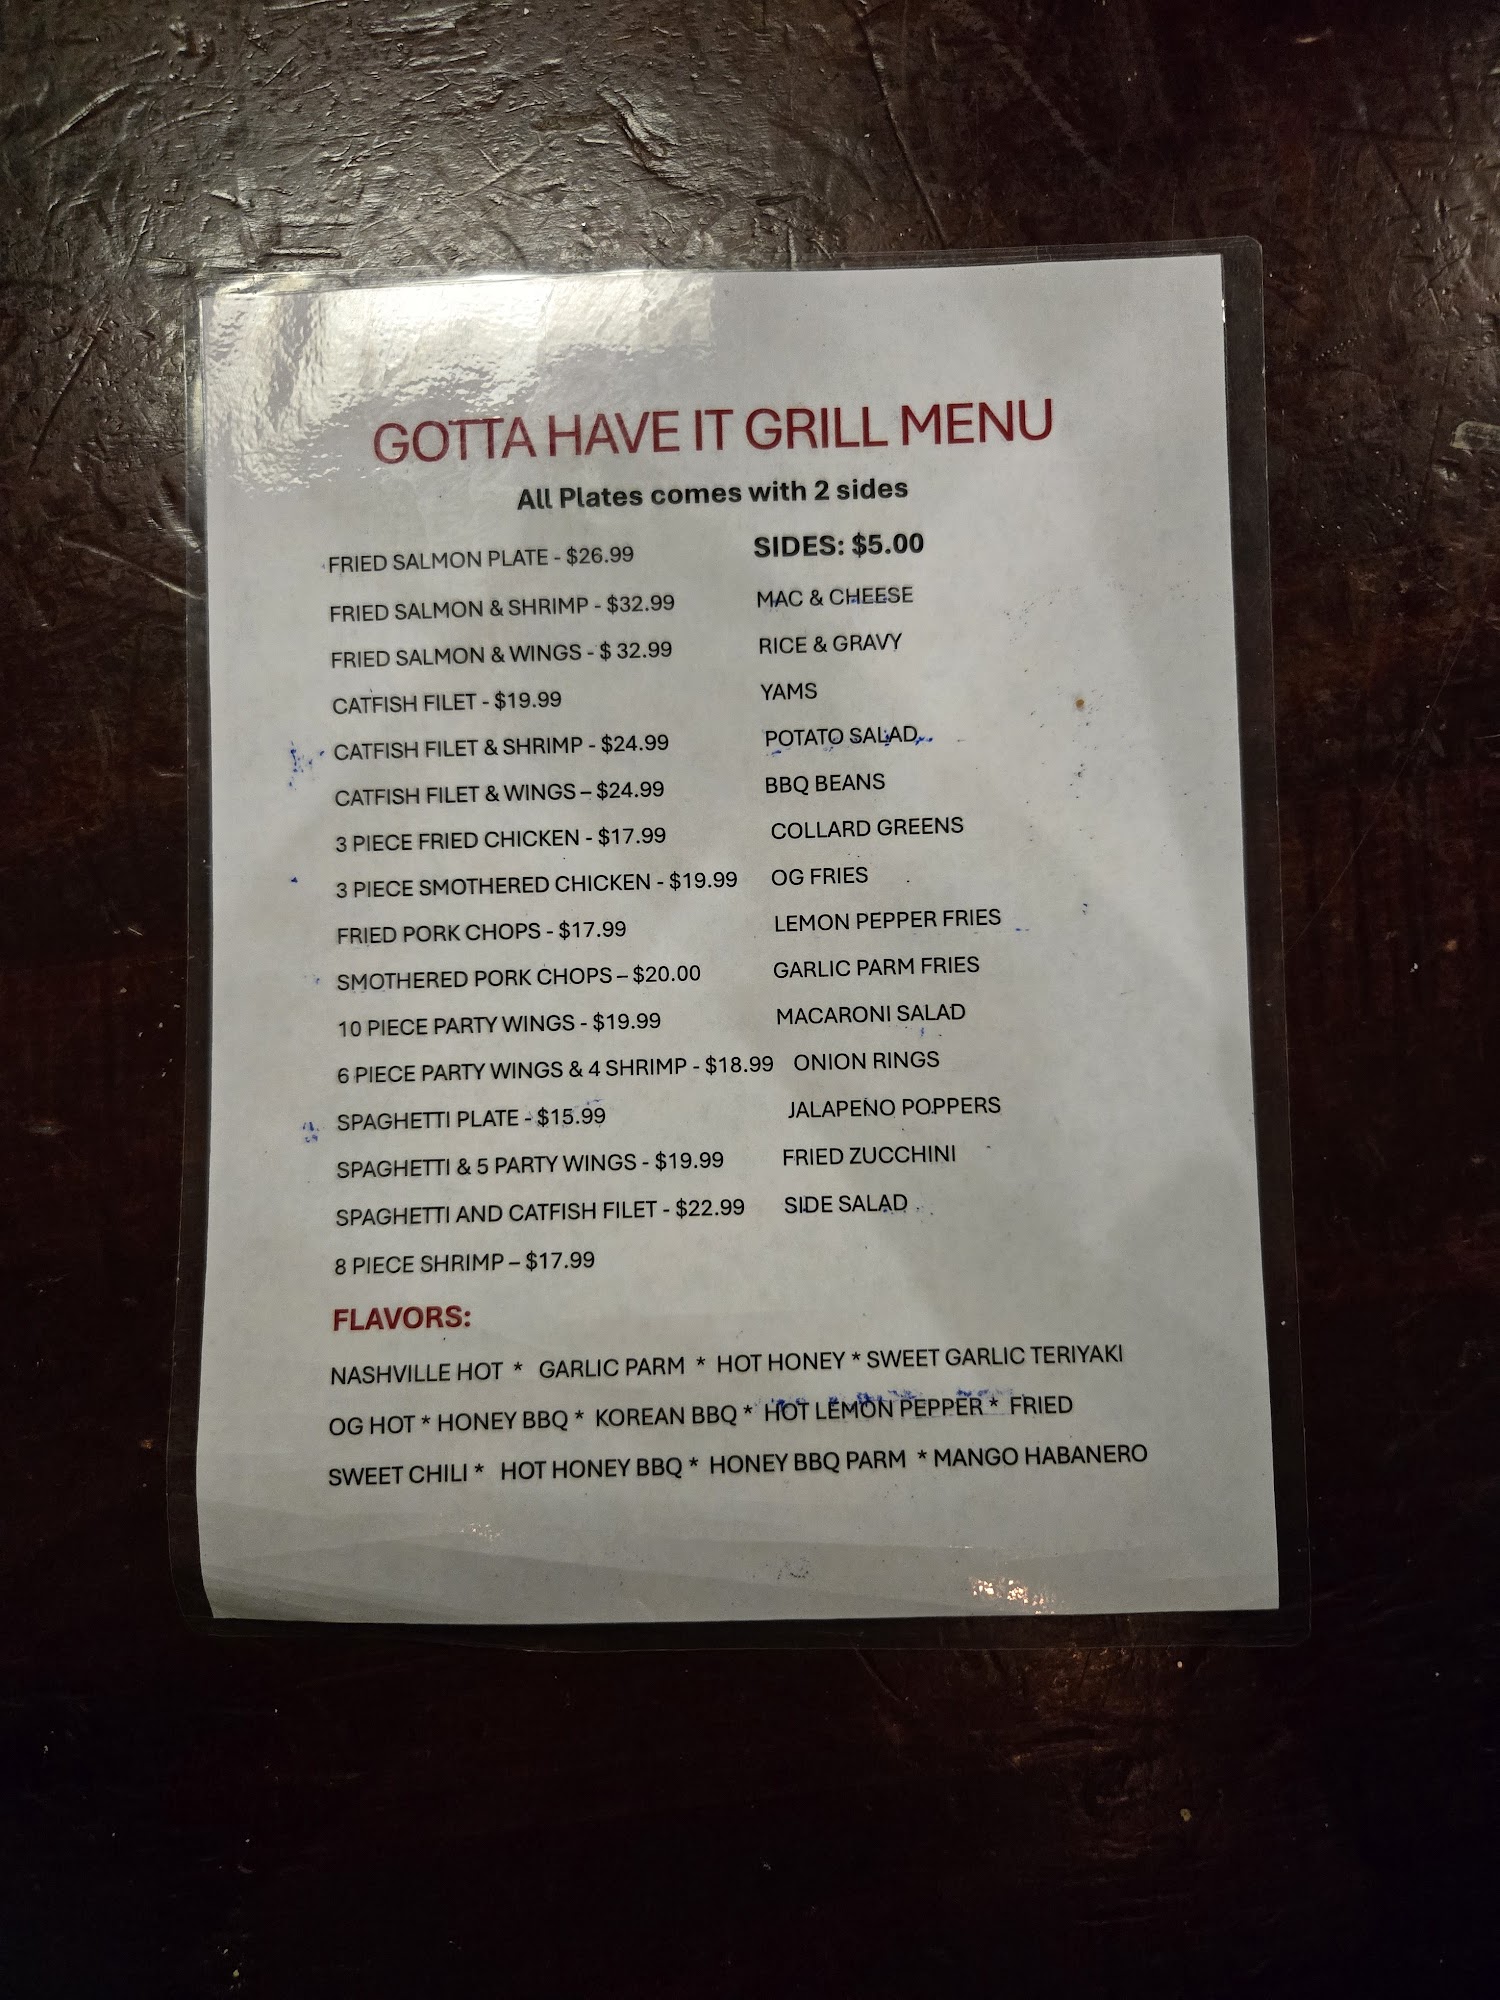 GOTTA HAVE IT GRILL MENU
All Plates comes with 2 sides
FRIED SALMON PLATE - $26.99
FRIED SALMON & SHRIMP - $32.99
FRIED SALMON & WINGS - $ 32.99
CATFISH FILET - $19.99
CATFISH FILET & SHRIMP - $24.99
CATFISH FILET & WINGS – $24.99
3 PIECE FRIED CHICKEN - $17.99
3 PIECE SMOTHERED CHICKEN - $19.99
FRIED PORK CHOPS - $17.99
SMOTHERED PORK CHOPS – $20.00
10 PIECE PARTY WINGS - $19.99
6 PIECE PARTY WINGS & 4 SHRIMP - $18.99
SPAGHETTI PLATE - $15.99
SPAGHETTI & 5 PARTY WINGS - $19.99
SPAGHETTI AND CATFISH FILET - $22.99
8 PIECE SHRIMP – $17.99
SIDES: $5.00
MAC & CHEESE
RICE & GRAVY
YAMS
POTATO SALAD
BBQ BEANS
COLLARD GREENS
OG FRIES
LEMON PEPPER FRIES
GARLIC PARM FRIES
MACARONI SALAD
ONION RINGS
JALAPENO POPPERS
FRIED ZUCCHINI
SIDE SALAD
FLAVORS:
NASHVILLE HOT * GARLIC PARM * HOT HONEY * SWEET GARLIC TERIYAKI
OG HOT * HONEY BBQ * KOREAN BBQ * HOT LEMON PEPPER * FRIED
SWEET CHILI * HOT HONEY BBQ * HONEY BBQ PARM * MANGO HABANERO